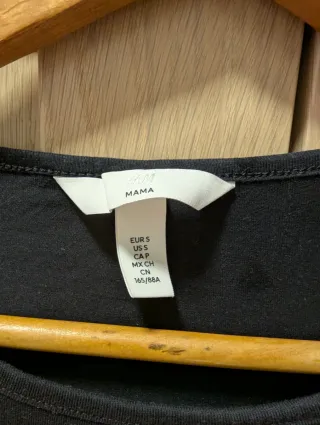 H&M
MAMA
EUR S
US S
CA P
MX CH
CN
165/88A